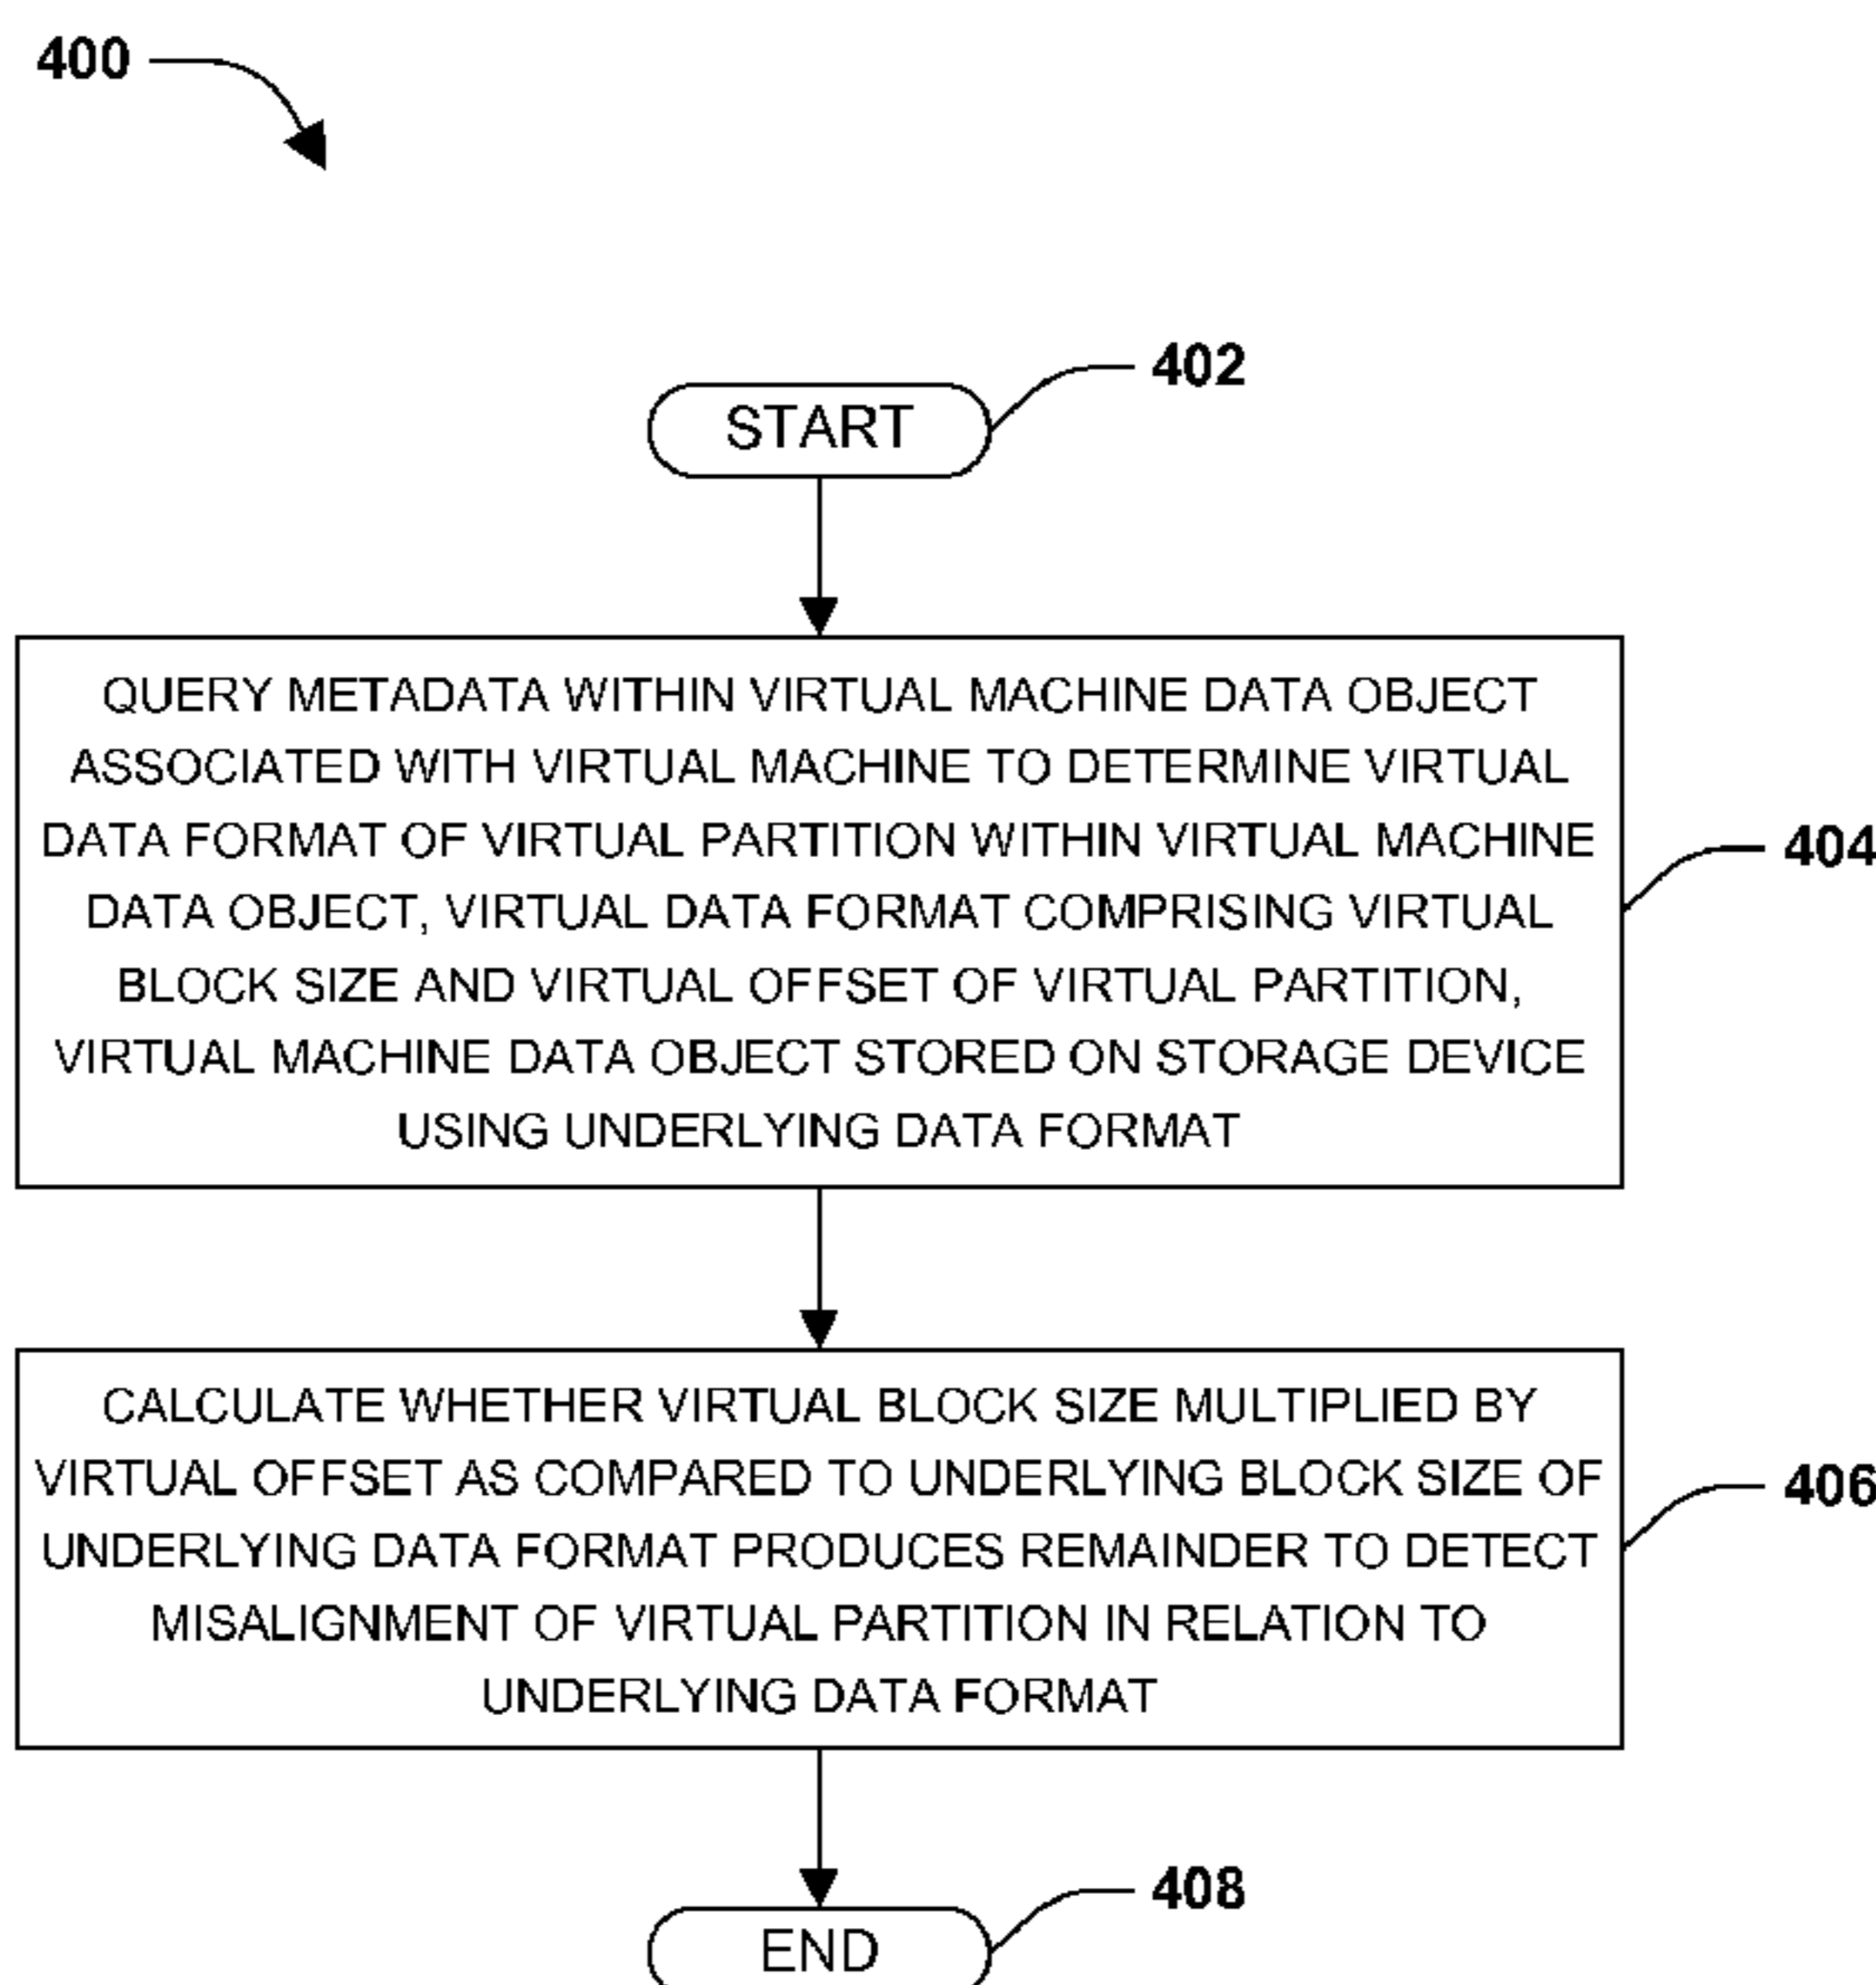 400
402
START
QUERY METADATA WITHIN VIRTUAL MACHINE DATA OBJECT
ASSOCIATED WITH VIRTUAL MACHINE TO DETERMINE VIRTUAL
DATA FORMAT OF VIRTUAL PARTITION WITHIN VIRTUAL MACHINE
DATA OBJECT, VIRTUAL DATA FORMAT COMPRISING VIRTUAL
BLOCK SIZE AND VIRTUAL OFFSET OF VIRTUAL PARTITION,
VIRTUAL MACHINE DATA OBJECT STORED ON STORAGE DEVICE
USING UNDERLYING DATA FORMAT
404
CALCULATE WHETHER VIRTUAL BLOCK SIZE MULTIPLIED BY
VIRTUAL OFFSET AS COMPARED TO UNDERLYING BLOCK SIZE OF
UNDERLYING DATA FORMAT PRODUCES REMAINDER TO DETECT
MISALIGNMENT OF VIRTUAL PARTITION IN RELATION TO
UNDERLYING DATA FORMAT
406
408
END